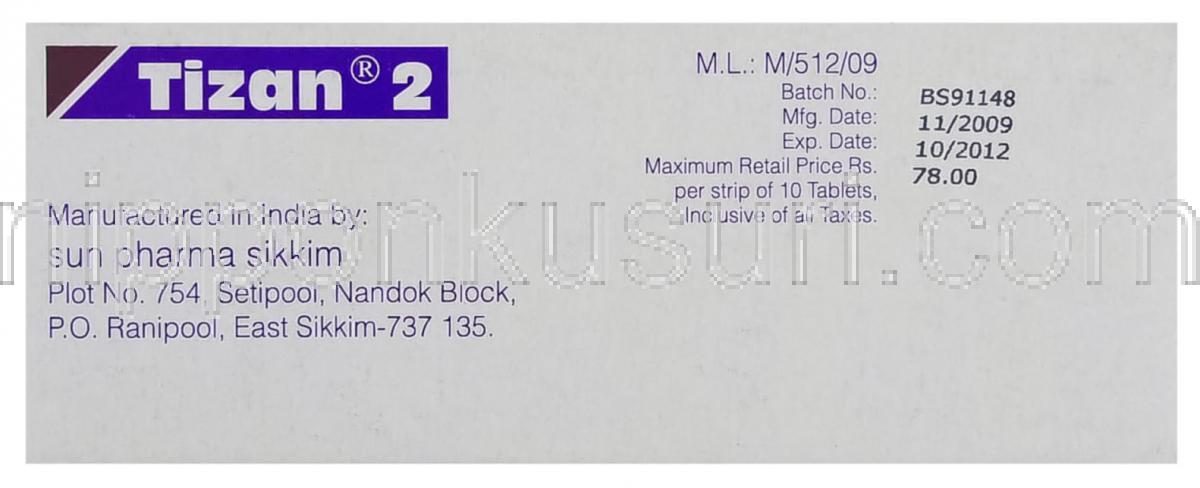 Tizan® 2
M.L.: M/512/09
Batch No.: BS91148
Mfg. Date: 11/2009
Exp. Date: 10/2012
Maximum Retail Price Rs. 78.00
per strip of 10 Tablets,
Inclusive of all Taxes.
Manufactured in India by:
sun pharma sikkim
Plot No. 754, Setipool, Nandok Block,
P.O. Ranipool, East Sikkim-737 135.
nipponkusuri.com